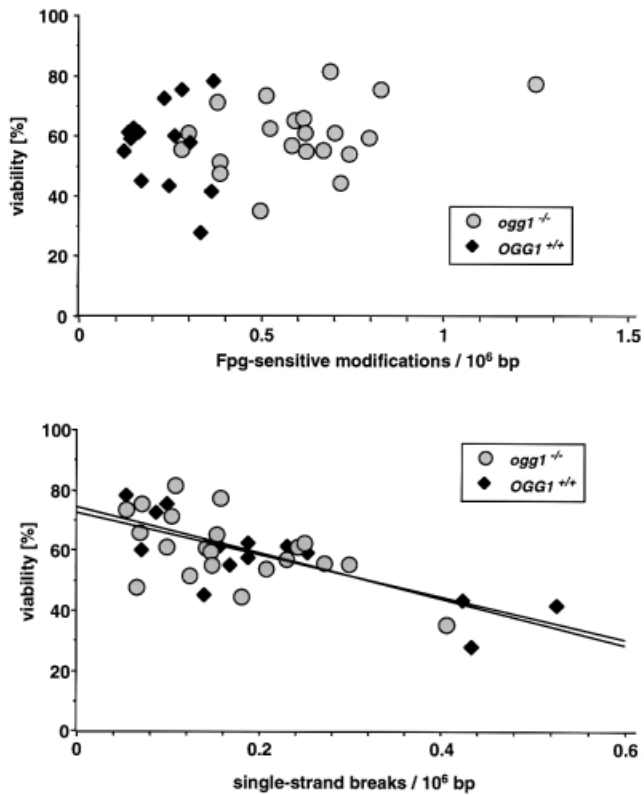 100
80
60
40
20
0
viability [%]
ogg1 -/-
OGG1 +/+
0
0.5
1
1.5
Fpg-sensitive modifications / 10⁶ bp
100
80
60
40
20
0
viability [%]
ogg1 -/-
OGG1 +/+
0
0.2
0.4
0.6
single-strand breaks / 10⁶ bp